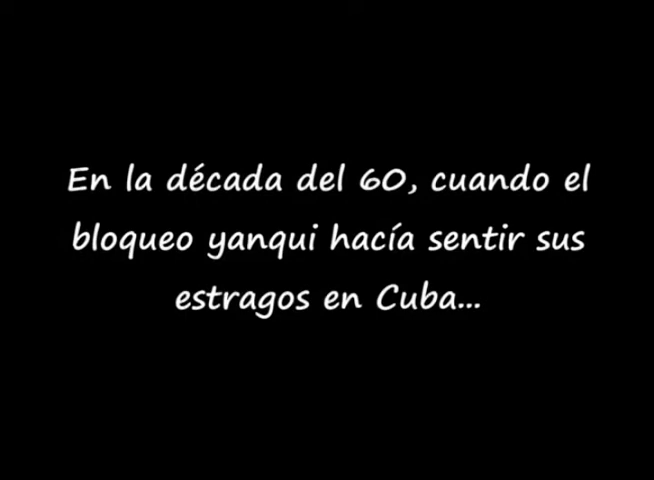 En la década del 60, cuando el
bloqueo yanqui hacía sentir sus
estragos en Cuba...